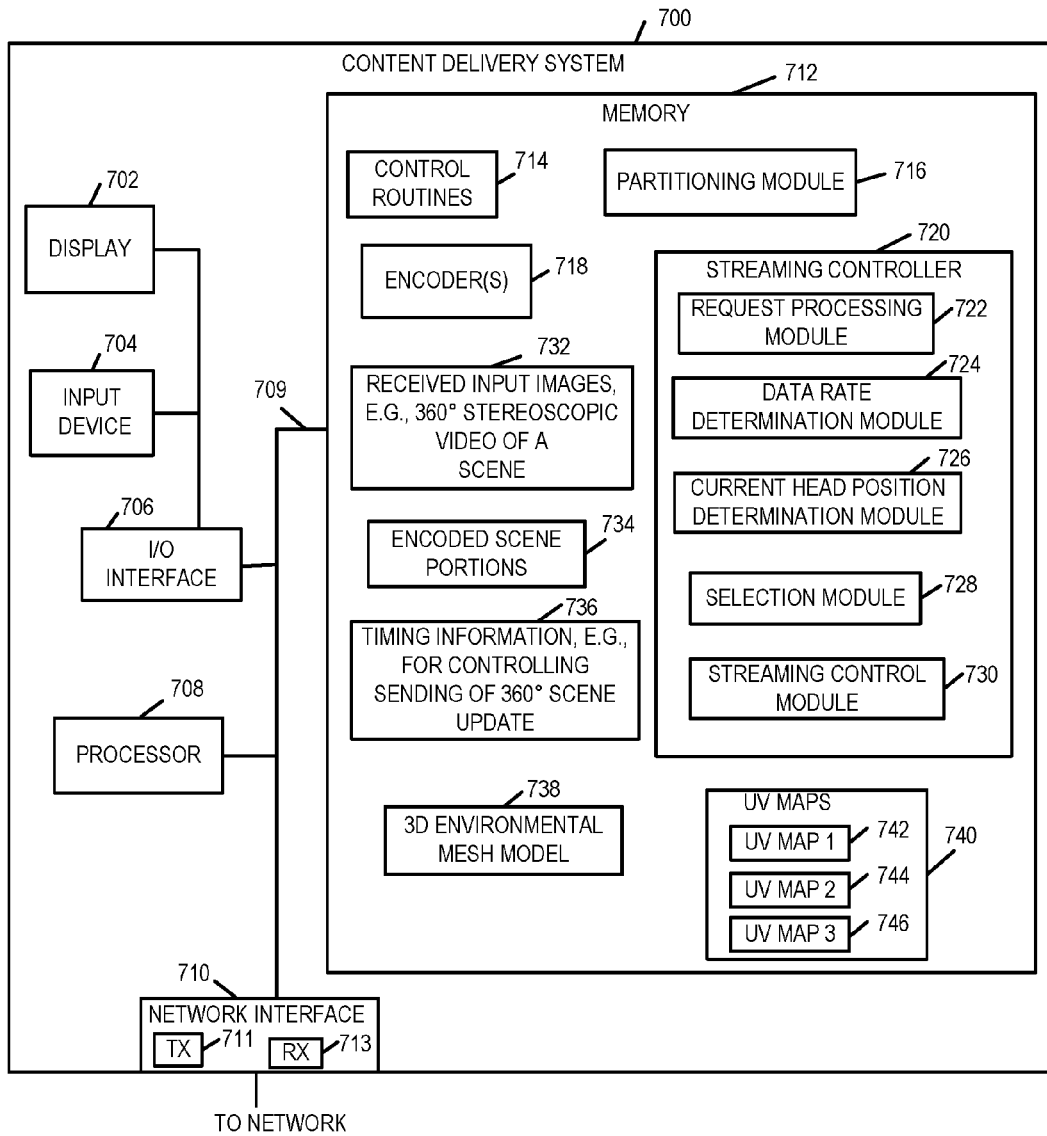 700
CONTENT DELIVERY SYSTEM
712
MEMORY
702
DISPLAY
704
INPUT
DEVICE
706
I/O
INTERFACE
708
PROCESSOR
709
CONTROL
ROUTINES
714
PARTITIONING MODULE
716
ENCODER(S)
718
720
STREAMING CONTROLLER
REQUEST PROCESSING
MODULE
722
724
DATA RATE
DETERMINATION MODULE
726
CURRENT HEAD POSITION
DETERMINATION MODULE
SELECTION MODULE
728
STREAMING CONTROL
MODULE
730
732
RECEIVED INPUT IMAGES,
E.G., 360° STEREOSCOPIC
VIDEO OF A
SCENE
ENCODED SCENE
PORTIONS
734
736
TIMING INFORMATION, E.G.,
FOR CONTROLLING
SENDING OF 360° SCENE
UPDATE
738
3D ENVIRONMENTAL
MESH MODEL
UV MAPS
UV MAP 1
742
740
UV MAP 2
744
UV MAP 3
746
710
NETWORK INTERFACE
TX
711
RX
713
TO NETWORK